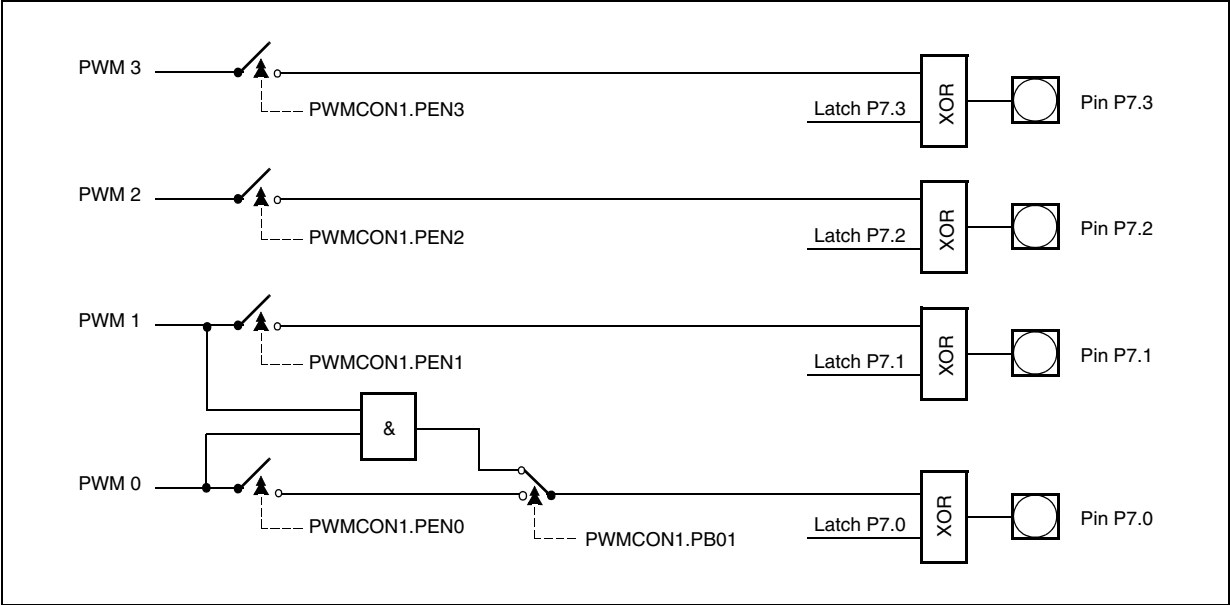 PWM 3
PWMCON1.PEN3
Latch P7.3
XOR
Pin P7.3
PWM 2
PWMCON1.PEN2
Latch P7.2
XOR
Pin P7.2
PWM 1
PWMCON1.PEN1
Latch P7.1
XOR
Pin P7.1
&
PWM 0
PWMCON1.PEN0
PWMCON1.PB01
Latch P7.0
XOR
Pin P7.0